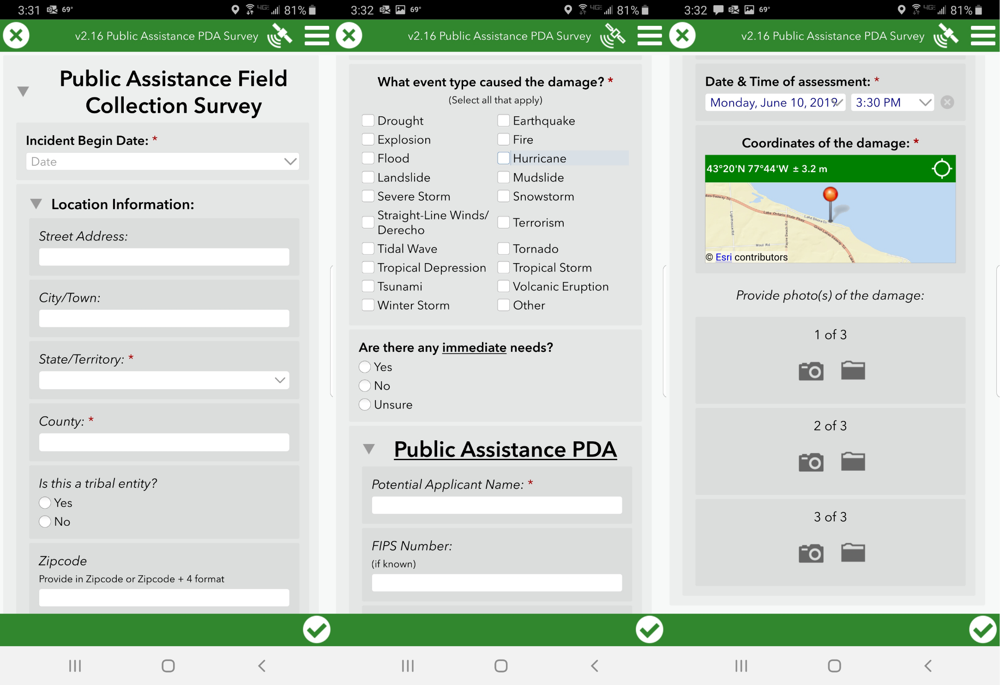 3:31 69° 4GE 81%
v2.16 Public Assistance PDA Survey
Public Assistance Field
Collection Survey
Incident Begin Date: *
Date
Location Information:
Street Address:
City/Town:
State/Territory: *
County: *
Is this a tribal entity?
Yes
No
Zipcode
Provide in Zipcode or Zipcode + 4 format
3:32 69° 4GE 81%
v2.16 Public Assistance PDA Survey
What event type caused the damage? *
(Select all that apply)
Drought Earthquake
Explosion Fire
Flood Hurricane
Landslide Mudslide
Severe Storm Snowstorm
Straight-Line Winds/
Derecho Terrorism
Tidal Wave Tornado
Tropical Depression Tropical Storm
Tsunami Volcanic Eruption
Winter Storm Other
Are there any immediate needs?
Yes
No
Unsure
Public Assistance PDA
Potential Applicant Name: *
FIPS Number:
(if known)
3:32 69° 4GE 81%
v2.16 Public Assistance PDA Survey
Date & Time of assessment: *
Monday, June 10, 2019 3:30 PM
Coordinates of the damage: *
43°20'N 77°44'W ± 3.2 m
kes Seaway Trl
Lighthouse Rd
Lake Ontario State Pkwy
Lake Shore Dr
Payne Beach Rd
Great Lakes Seaway Trl
Moul Rd
Lake
© Esri contributors
Provide photo(s) of the damage:
1 of 3
2 of 3
3 of 3